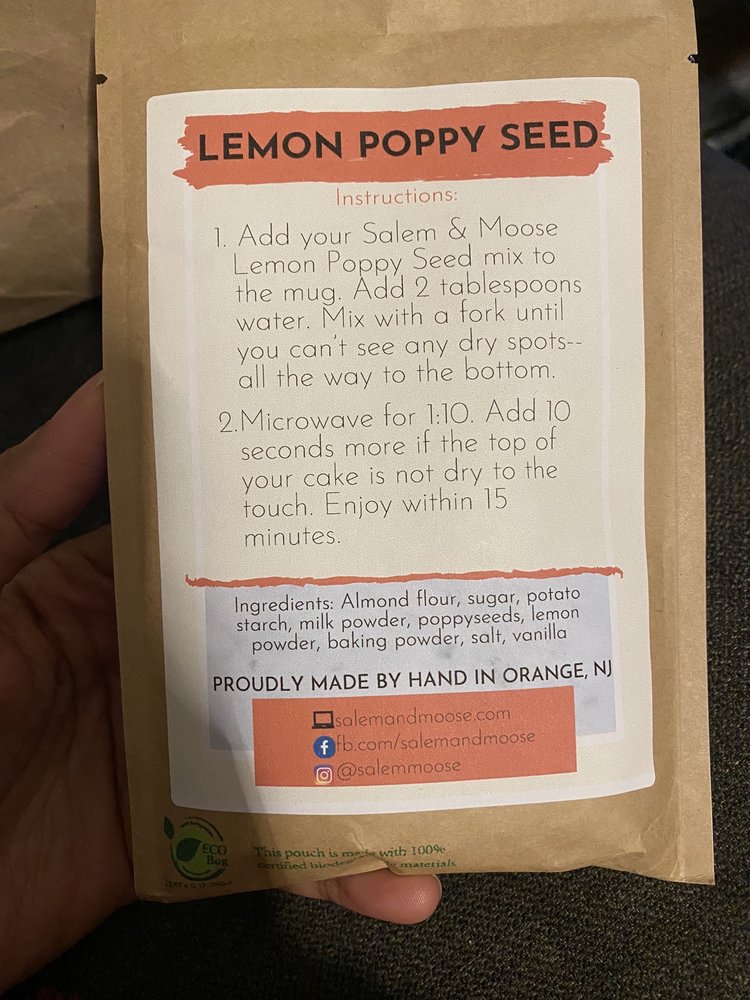 LEMON POPPY SEED
Instructions:
1. Add your Salem & Moose
Lemon Poppy Seed mix to
the mug. Add 2 tablespoons
water. Mix with a fork until
you can't see any dry spots--
all the way to the bottom.
2.Microwave for 1:10. Add 10
seconds more if the top of
your cake is not dry to the
touch. Enjoy within 15
minutes.
Ingredients: Almond flour, sugar, potato
starch, milk powder, poppyseeds, lemon
powder, baking powder, salt, vanilla
PROUDLY MADE BY HAND IN ORANGE, NJ
salemandmoose.com
fb.com/salemandmoose
@salemmoose
ECO
Bag
This pouch is made with 100%
certified materials